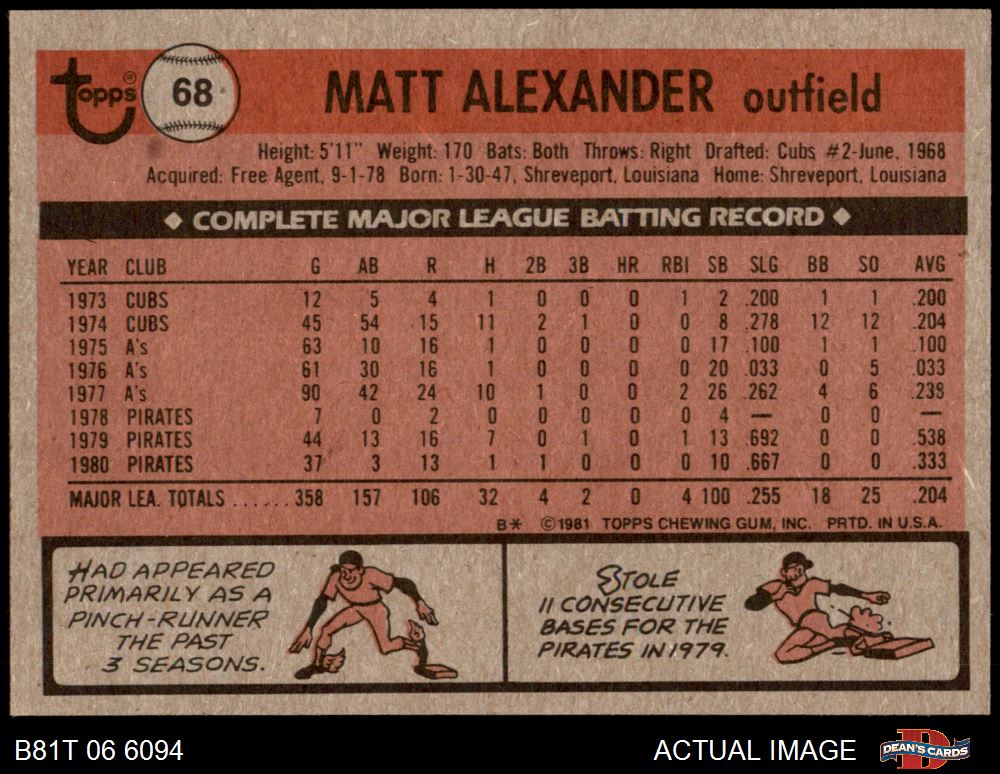 Topps® 68 MATT ALEXANDER outfield
Height: 5'11" Weight: 170 Bats: Both Throws: Right Drafted: Cubs #2-June, 1968
Acquired: Free Agent, 9-1-78 Born: 1-30-47, Shreveport, Louisiana Home: Shreveport, Louisiana
◆ COMPLETE MAJOR LEAGUE BATTING RECORD ◆
YEAR CLUB G AB R H 2B 3B HR RBI SB SLG BB SO AVG
1973 CUBS 12 5 4 1 0 0 0 1 2 .200 1 1 .200
1974 CUBS 45 54 15 11 2 1 0 0 8 .278 12 12 .204
1975 A's 63 10 16 1 0 0 0 0 17 .100 1 1 .100
1976 A's 61 30 16 1 0 0 0 0 20 .033 0 5 .033
1977 A's 90 42 24 10 1 0 0 2 26 .262 4 6 .238
1978 PIRATES 7 0 2 0 0 0 0 0 4 — 0 0 —
1979 PIRATES 44 13 16 7 0 1 0 1 13 .692 0 0 .538
1980 PIRATES 37 3 13 1 1 0 0 0 10 .667 0 0 .333
MAJOR LEA. TOTALS ...... 358 157 106 32 4 2 0 4 100 .255 18 25 .204
B* ©1981 TOPPS CHEWING GUM, INC. PRTD. IN U.S.A.
HAD APPEARED
PRIMARILY AS A
PINCH-RUNNER
THE PAST
3 SEASONS.
STOLE
11 CONSECUTIVE
BASES FOR THE
PIRATES IN 1979.
B81T 06 6094 ACTUAL IMAGE DEAN'S CARDS